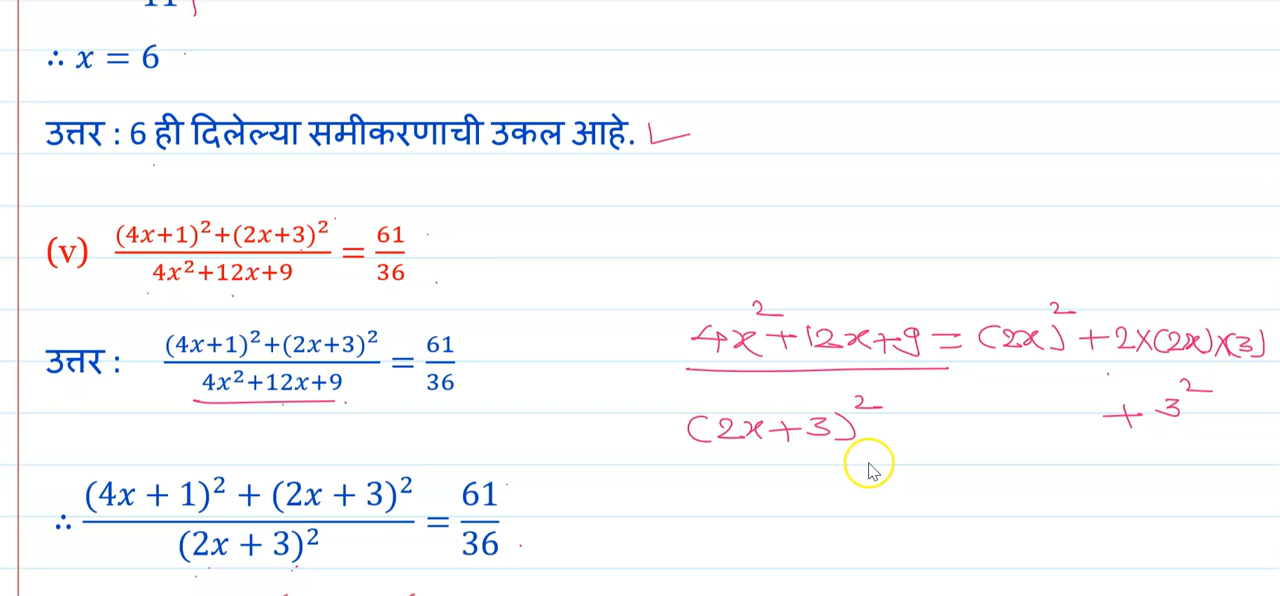 ∴ x = 6
उत्तर : 6 ही दिलेल्या समीकरणाची उकल आहे.
(v) ((4x+1)²+(2x+3)²)/(4x²+12x+9) = 61/36
उत्तर : ((4x+1)²+(2x+3)²)/(4x²+12x+9) = 61/36
4x²+12x+9 = (2x)² + 2×(2x)×(3)
+ 3²
(2x+3)²
∴ ((4x + 1)² + (2x + 3)²)/(2x + 3)² = 61/36